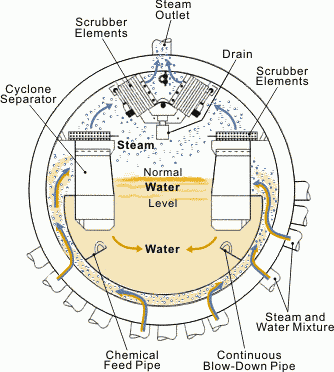 Steam
Outlet
Scrubber
Elements
Drain
Scrubber
Elements
Cyclone
Separator
Steam
Normal
Water
Level
Water
Steam and
Water Mixture
Chemical
Feed Pipe
Continuous
Blow-Down Pipe